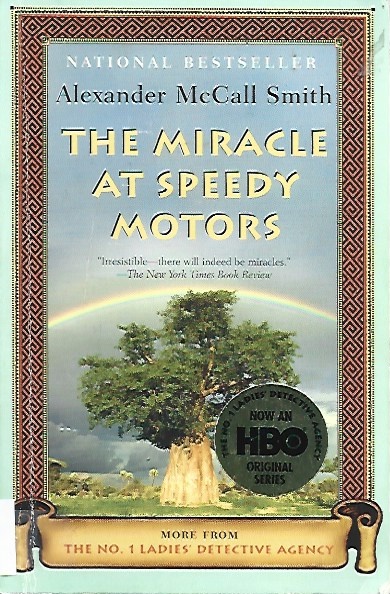 NATIONAL BESTSELLER
Alexander McCall Smith
THE MIRACLE
AT SPEEDY
MOTORS
"Irresistible—there will indeed be miracles."
—The New York Times Book Review
THE NO. 1 LADIES' DETECTIVE AGENCY
NOW AN
HBO
ORIGINAL
SERIES
MORE FROM
THE NO. 1 LADIES' DETECTIVE AGENCY